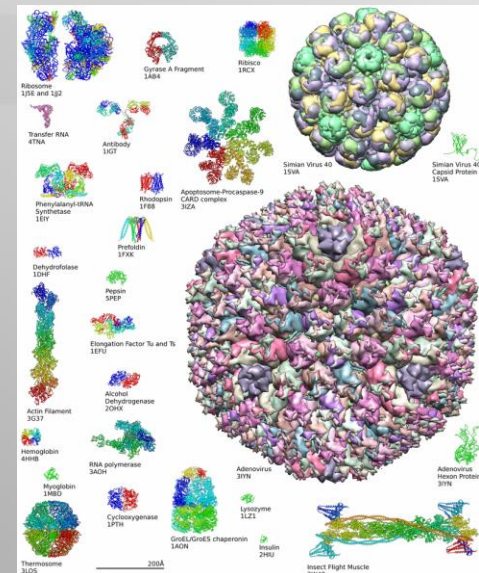 Ribosome
1JSE and 1JJ2
Gyrase A Fragment
1AB4
Ribisco
1RCX
Transfer RNA
4TNA
Antibody
1IGT
Apoptosome-Procaspase-9
CARD complex
3IZA
Simian Virus 40
1SVA
Simian Virus 40
Capsid Protein
1SVA
Phenylalanyl-tRNA
Synthetase
1EIY
Rhodopsin
1F88
Prefoldin
1FXK
Dehydrofolase
1DHF
Pepsin
5PEP
Elongation Factor Tu and Ts
1EFU
Actin Filament
3G37
Alcohol
Dehydrogenase
2OHX
Hemoglobin
4HHB
RNA polymerase
3AOH
Myoglobin
1MBD
Adenovirus
3IYN
Adenovirus
Hexon Protein
3IYN
Cyclooxygenase
1PTH
Thermosome
3LOS
200Å
GroEL/GroES chaperonin
1AON
Lysozyme
1LZ1
Insulin
2HIU
Insect Flight Muscle